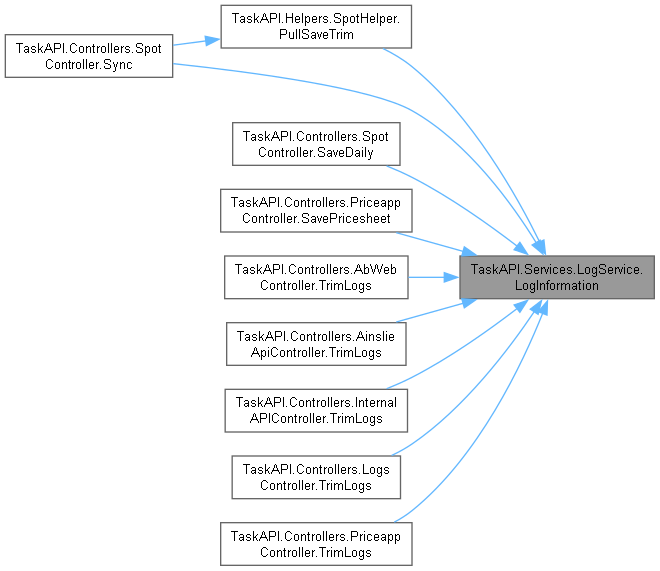 TaskAPI.Helpers.SpotHelper.
PullSaveTrim
TaskAPI.Controllers.Spot
Controller.Sync
TaskAPI.Controllers.Spot
Controller.SaveDaily
TaskAPI.Controllers.Priceapp
Controller.SavePricesheet
TaskAPI.Services.LogService.
LogInformation
TaskAPI.Controllers.AbWeb
Controller.TrimLogs
TaskAPI.Controllers.Ainslie
ApiController.TrimLogs
TaskAPI.Controllers.Internal
APIController.TrimLogs
TaskAPI.Controllers.Logs
Controller.TrimLogs
TaskAPI.Controllers.Priceapp
Controller.TrimLogs